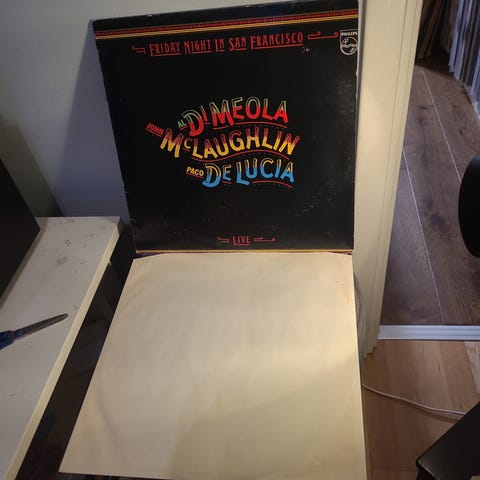 PHILIPS
FRIDAY NIGHT IN SAN FRANCISCO
AL DI MEOLA
JOHN MCLAUGHLIN
PACO DE LUCIA
LIVE